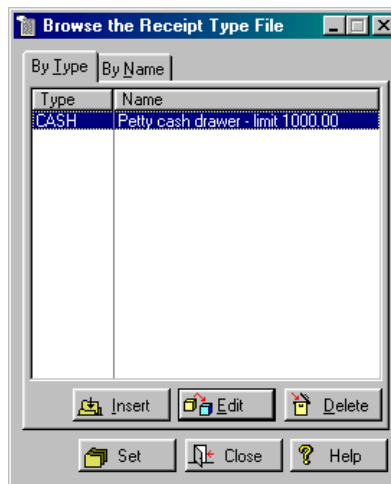 Browse the Receipt Type File
By Type By Name
Type Name
CASH Petty cash drawer - limit 1000.00
Insert Edit Delete
Set Close Help